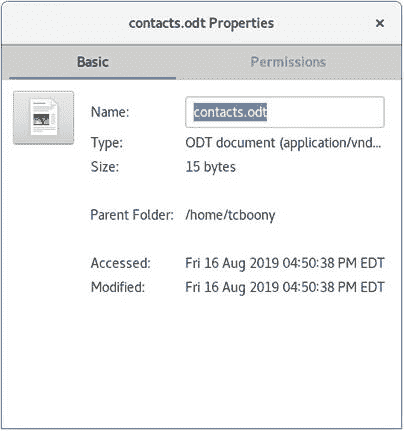 contacts.odt Properties ×
Basic Permissions
Name: contacts.odt
Type: ODT document (application/vnd...
Size: 15 bytes
Parent Folder: /home/tcboony
Accessed: Fri 16 Aug 2019 04:50:38 PM EDT
Modified: Fri 16 Aug 2019 04:50:38 PM EDT